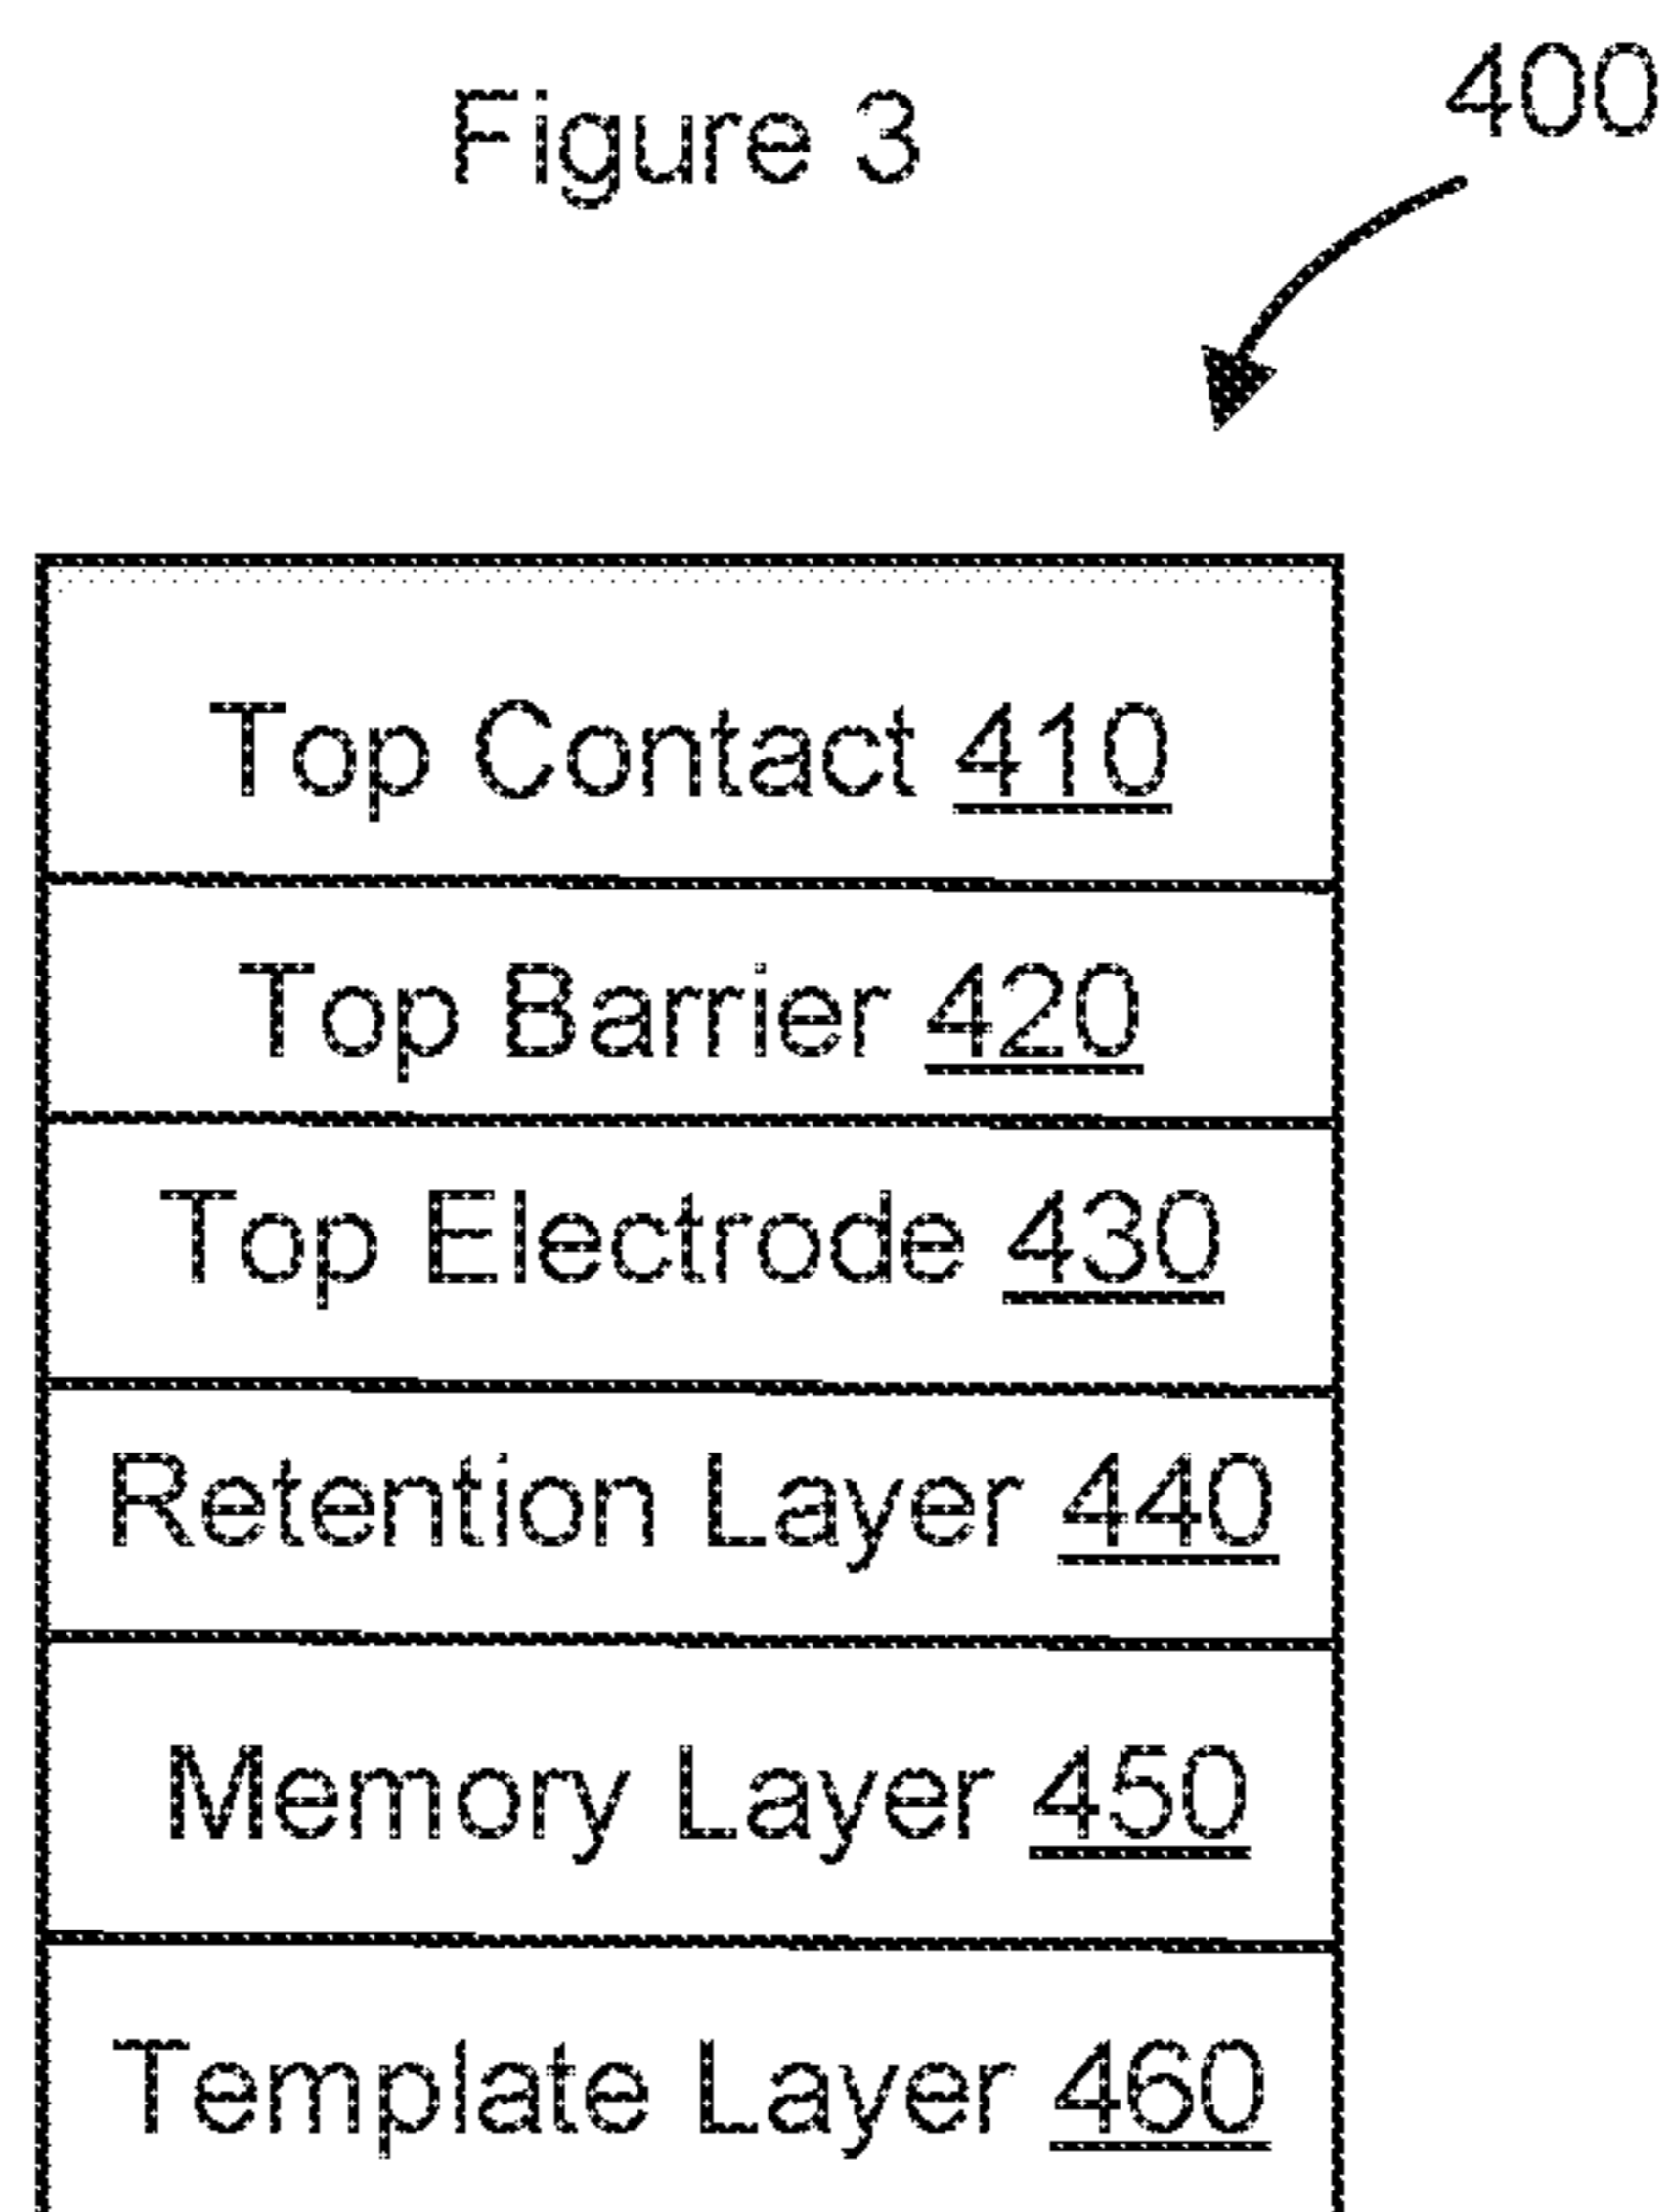 Figure 3
400
Top Contact 410
Top Barrier 420
Top Electrode 430
Retention Layer 440
Memory Layer 450
Template Layer 460